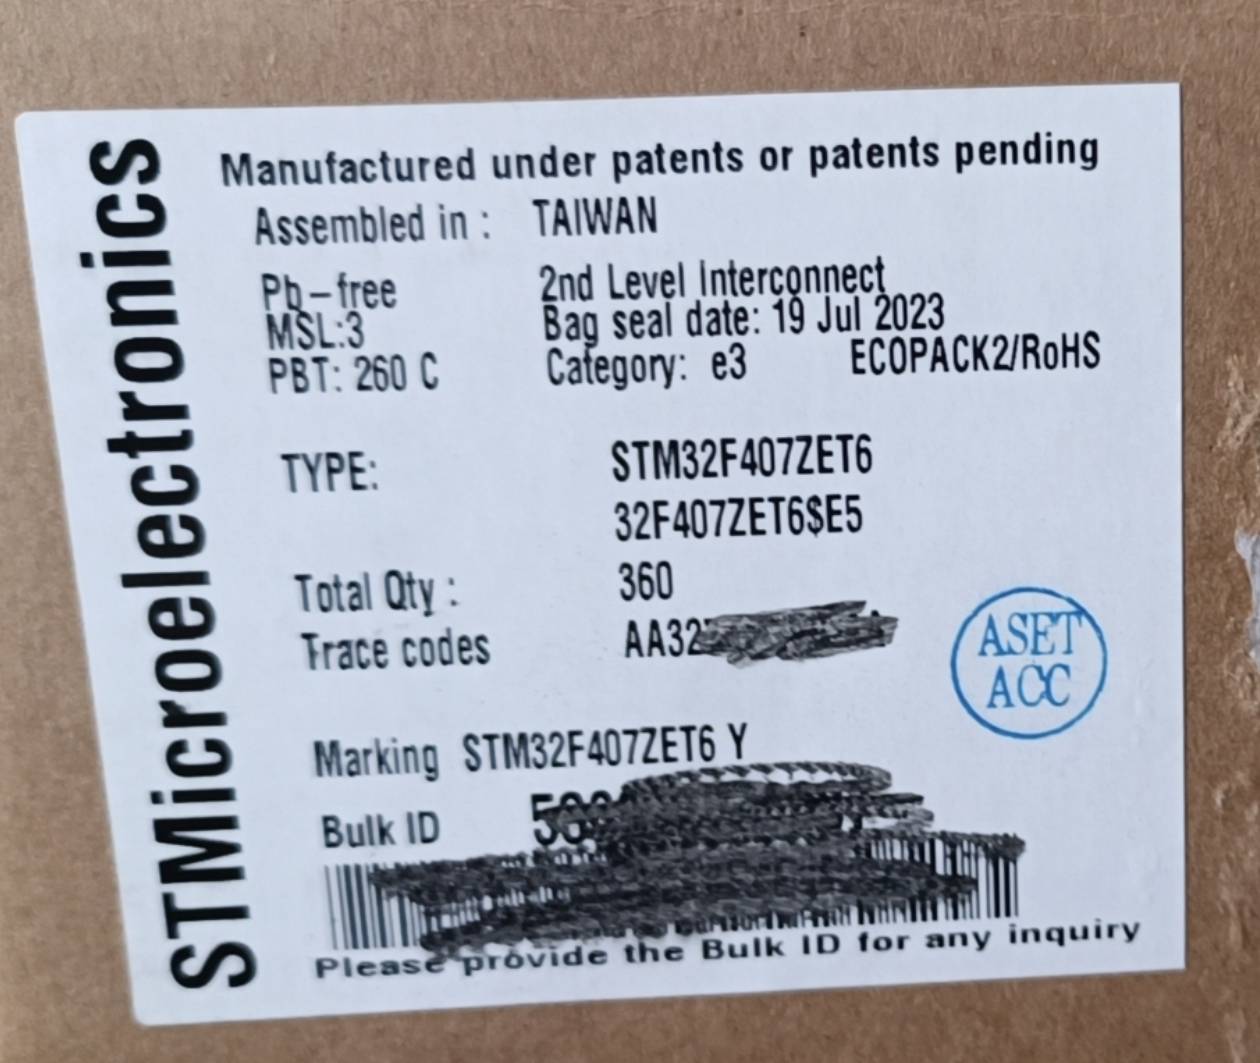 STMicroelectronics
Manufactured under patents or patents pending
Assembled in : TAIWAN
Pb-free 2nd Level Interconnect
MSL:3 Bag seal date: 19 Jul 2023
PBT: 260 C Category: e3 ECOPACK2/RoHS
TYPE: STM32F407ZET6
32F407ZET6$E5
Total Qty : 360
Trace codes AA32
ASET
ACC
Marking STM32F407ZET6 Y
Bulk ID
Please provide the Bulk ID for any inquiry